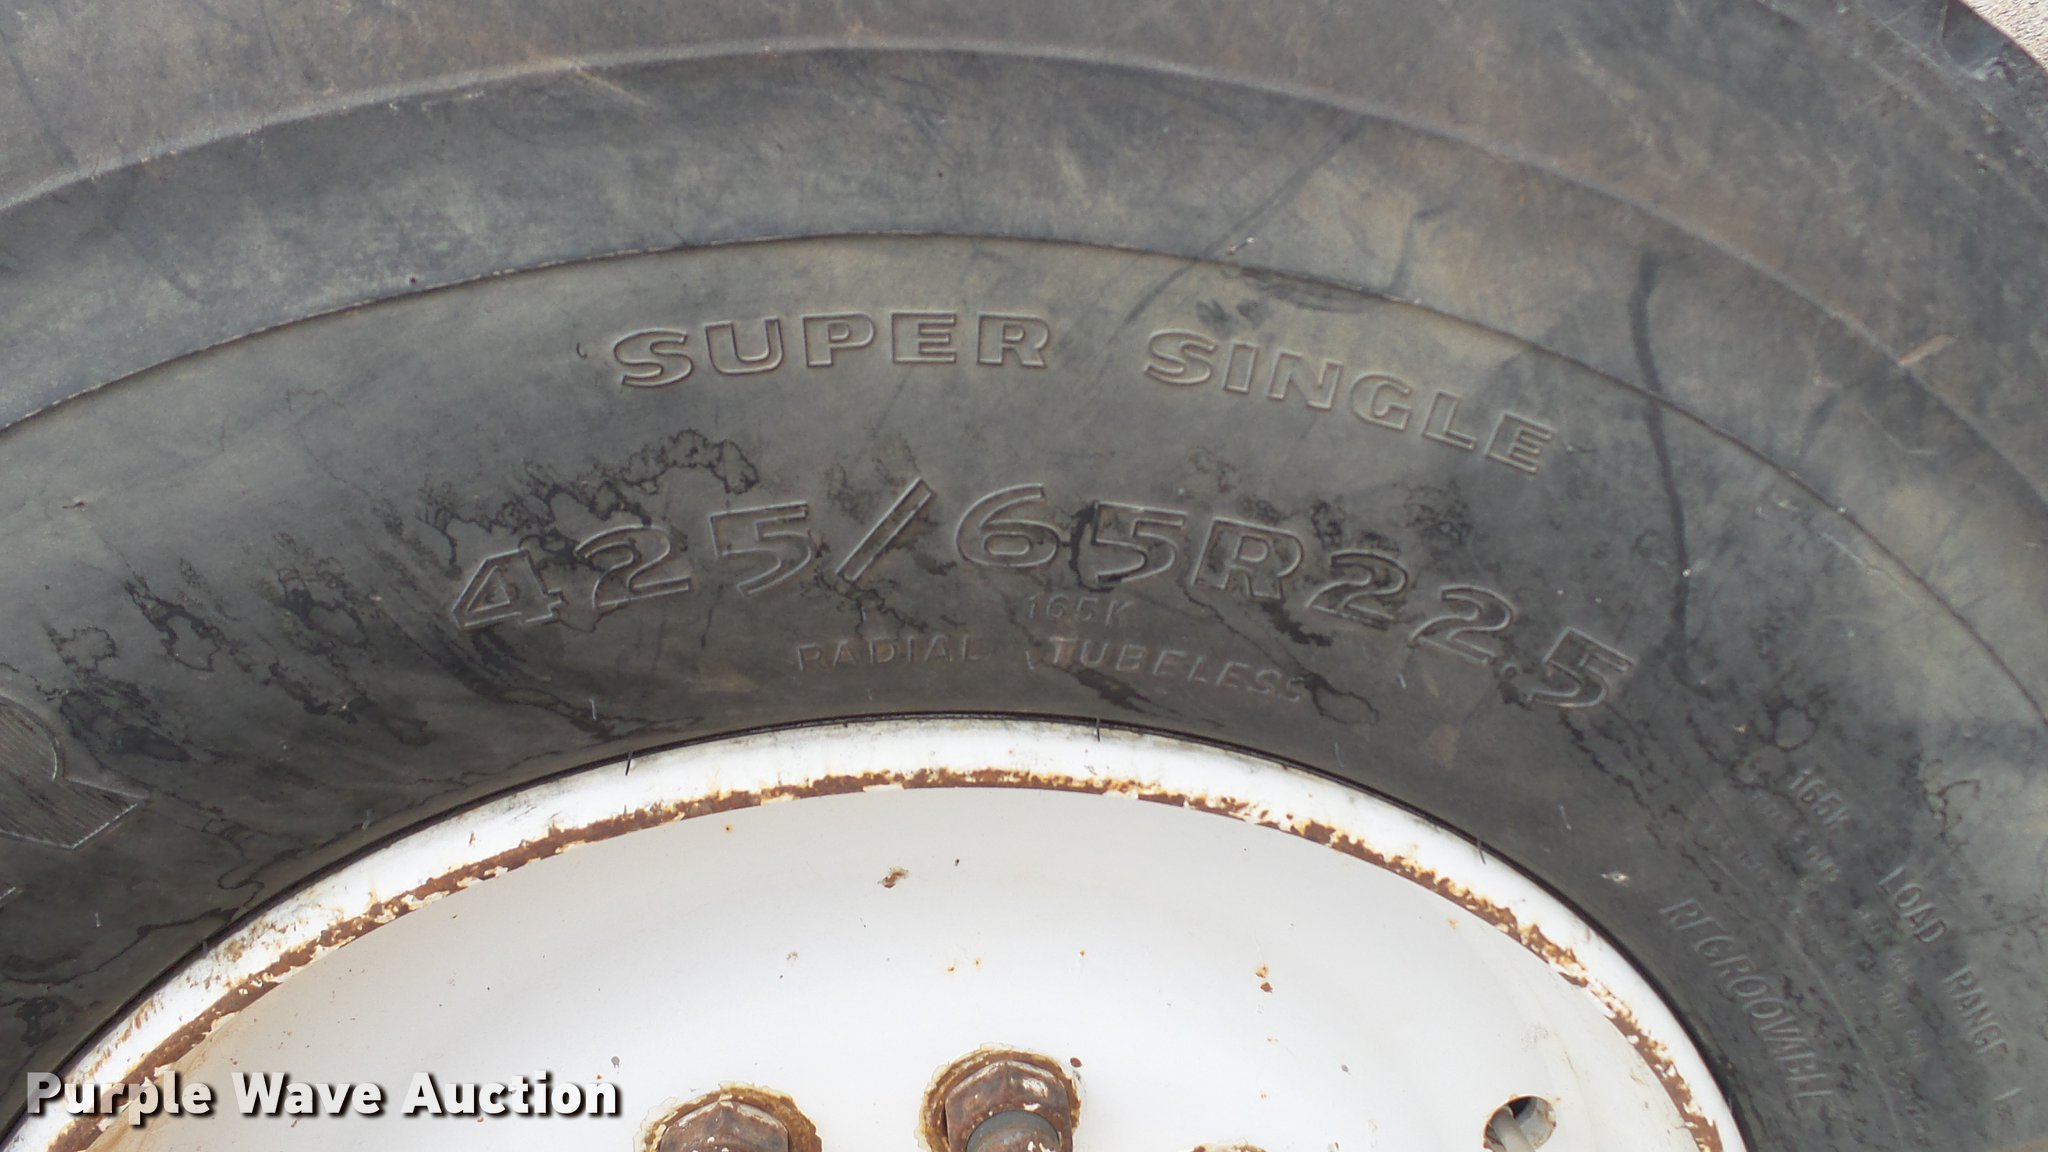 SUPER SINGLE
425/65R22.5
165K
RADIAL TUBELESS
165K LOAD RANGE
REGROOVABLE
Purple Wave Auction